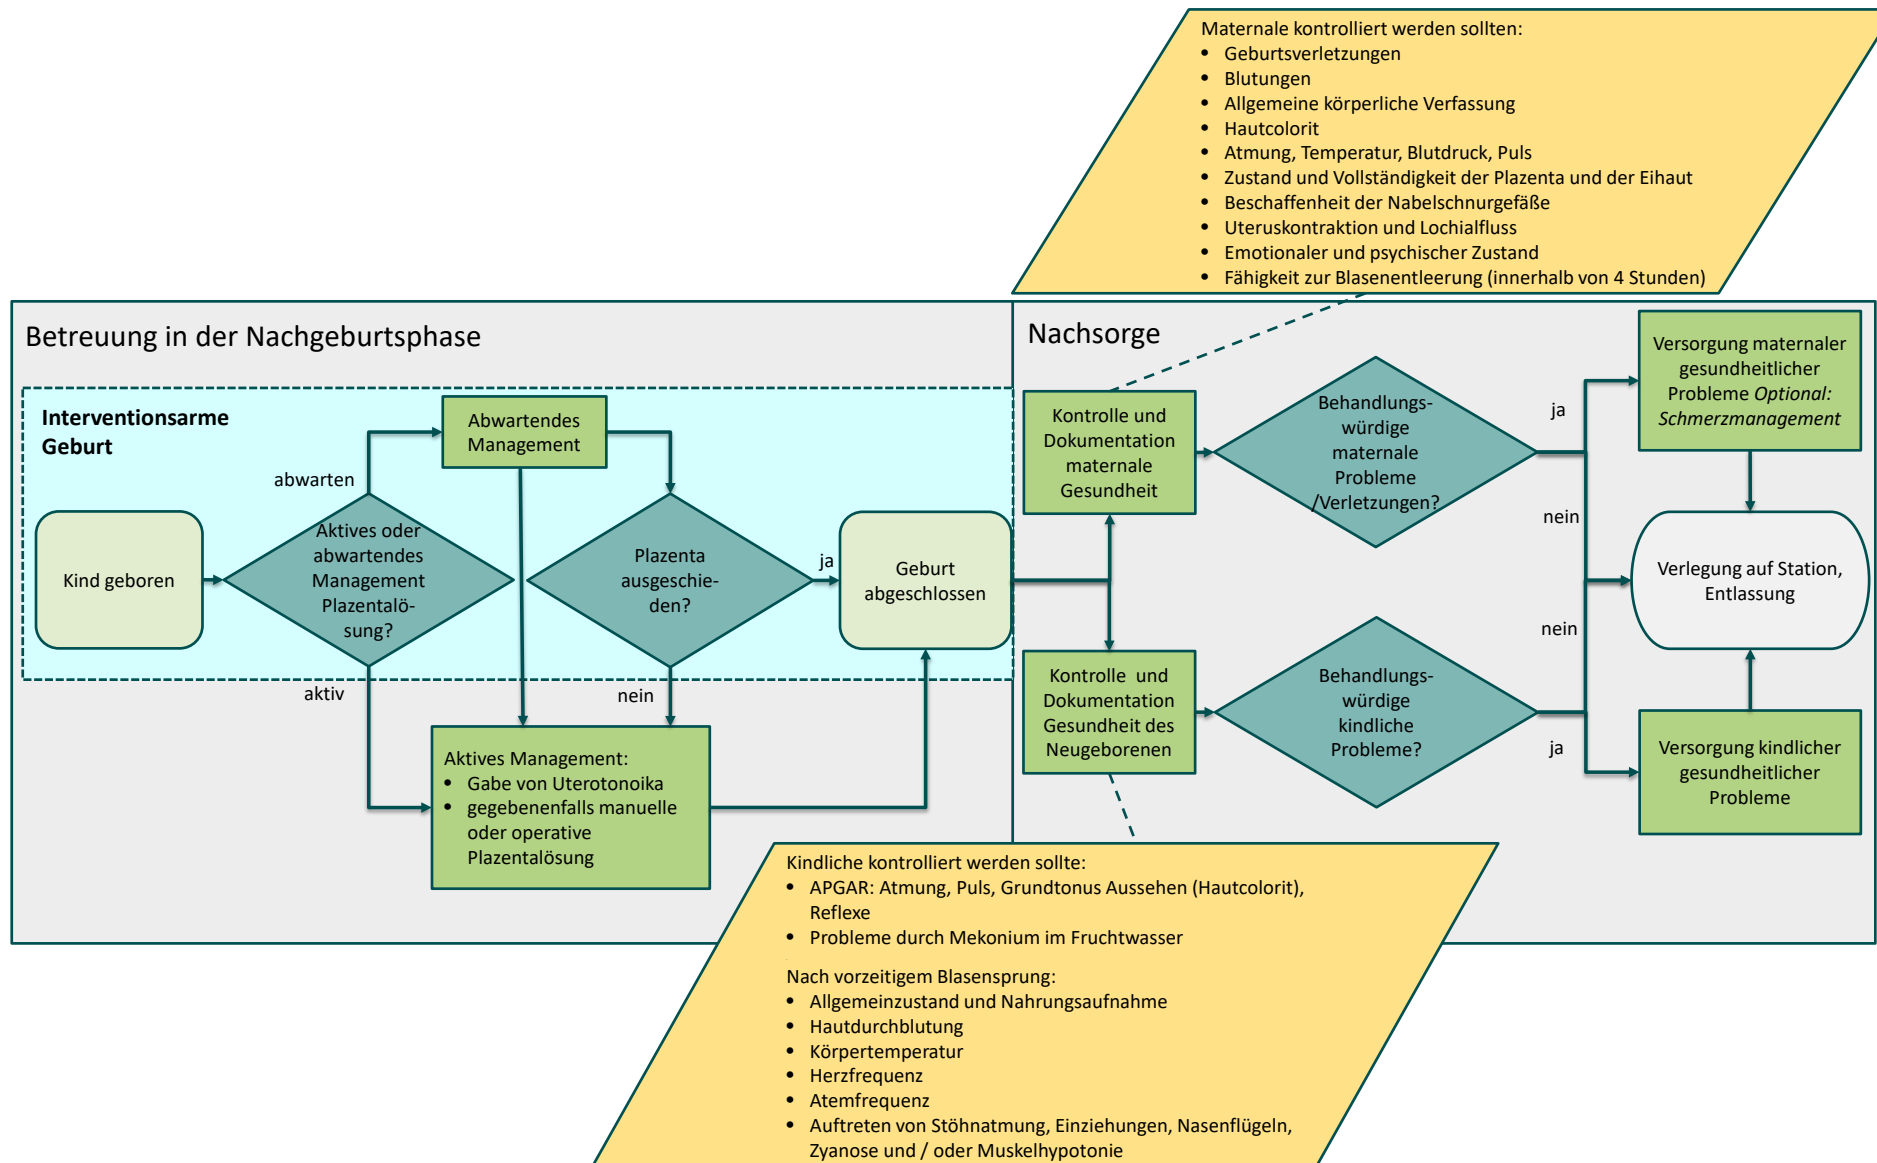 Maternale kontrolliert werden sollten:
• Geburtsverletzungen
• Blutungen
• Allgemeine körperliche Verfassung
• Hautcolorit
• Atmung, Temperatur, Blutdruck, Puls
• Zustand und Vollständigkeit der Plazenta und der Eihaut
• Beschaffenheit der Nabelschnurgefäße
• Uteruskontraktion und Lochialfluss
• Emotionaler und psychischer Zustand
• Fähigkeit zur Blasenentleerung (innerhalb von 4 Stunden)
Betreuung in der Nachgeburtsphase
Interventionsarme
Geburt
Kind geboren
abwarten
Aktives oder
abwartendes
Management
Plazentalö-
sung?
aktiv
Abwartendes
Management
Plazenta
ausgeschie-
den?
ja
nein
Geburt
abgeschlossen
Aktives Management:
• Gabe von Uterotonoika
• gegebenenfalls manuelle
oder operative
Plazentalösung
Nachsorge
Kontrolle und
Dokumentation
maternale
Gesundheit
Behandlungs-
würdige
maternale
Probleme
/Verletzungen?
ja
nein
Versorgung maternaler
gesundheitlicher
Probleme Optional:
Schmerzmanagement
Verlegung auf Station,
Entlassung
Kontrolle und
Dokumentation
Gesundheit des
Neugeborenen
Behandlungs-
würdige
kindliche
Probleme?
nein
ja
Versorgung kindlicher
gesundheitlicher
Probleme
Kindliche kontrolliert werden sollte:
• APGAR: Atmung, Puls, Grundtonus Aussehen (Hautcolorit),
Reflexe
• Probleme durch Mekonium im Fruchtwasser
Nach vorzeitigem Blasensprung:
• Allgemeinzustand und Nahrungsaufnahme
• Hautdurchblutung
• Körpertemperatur
• Herzfrequenz
• Atemfrequenz
• Auftreten von Stöhnatmung, Einziehungen, Nasenflügeln,
Zyanose und / oder Muskelhypotonie